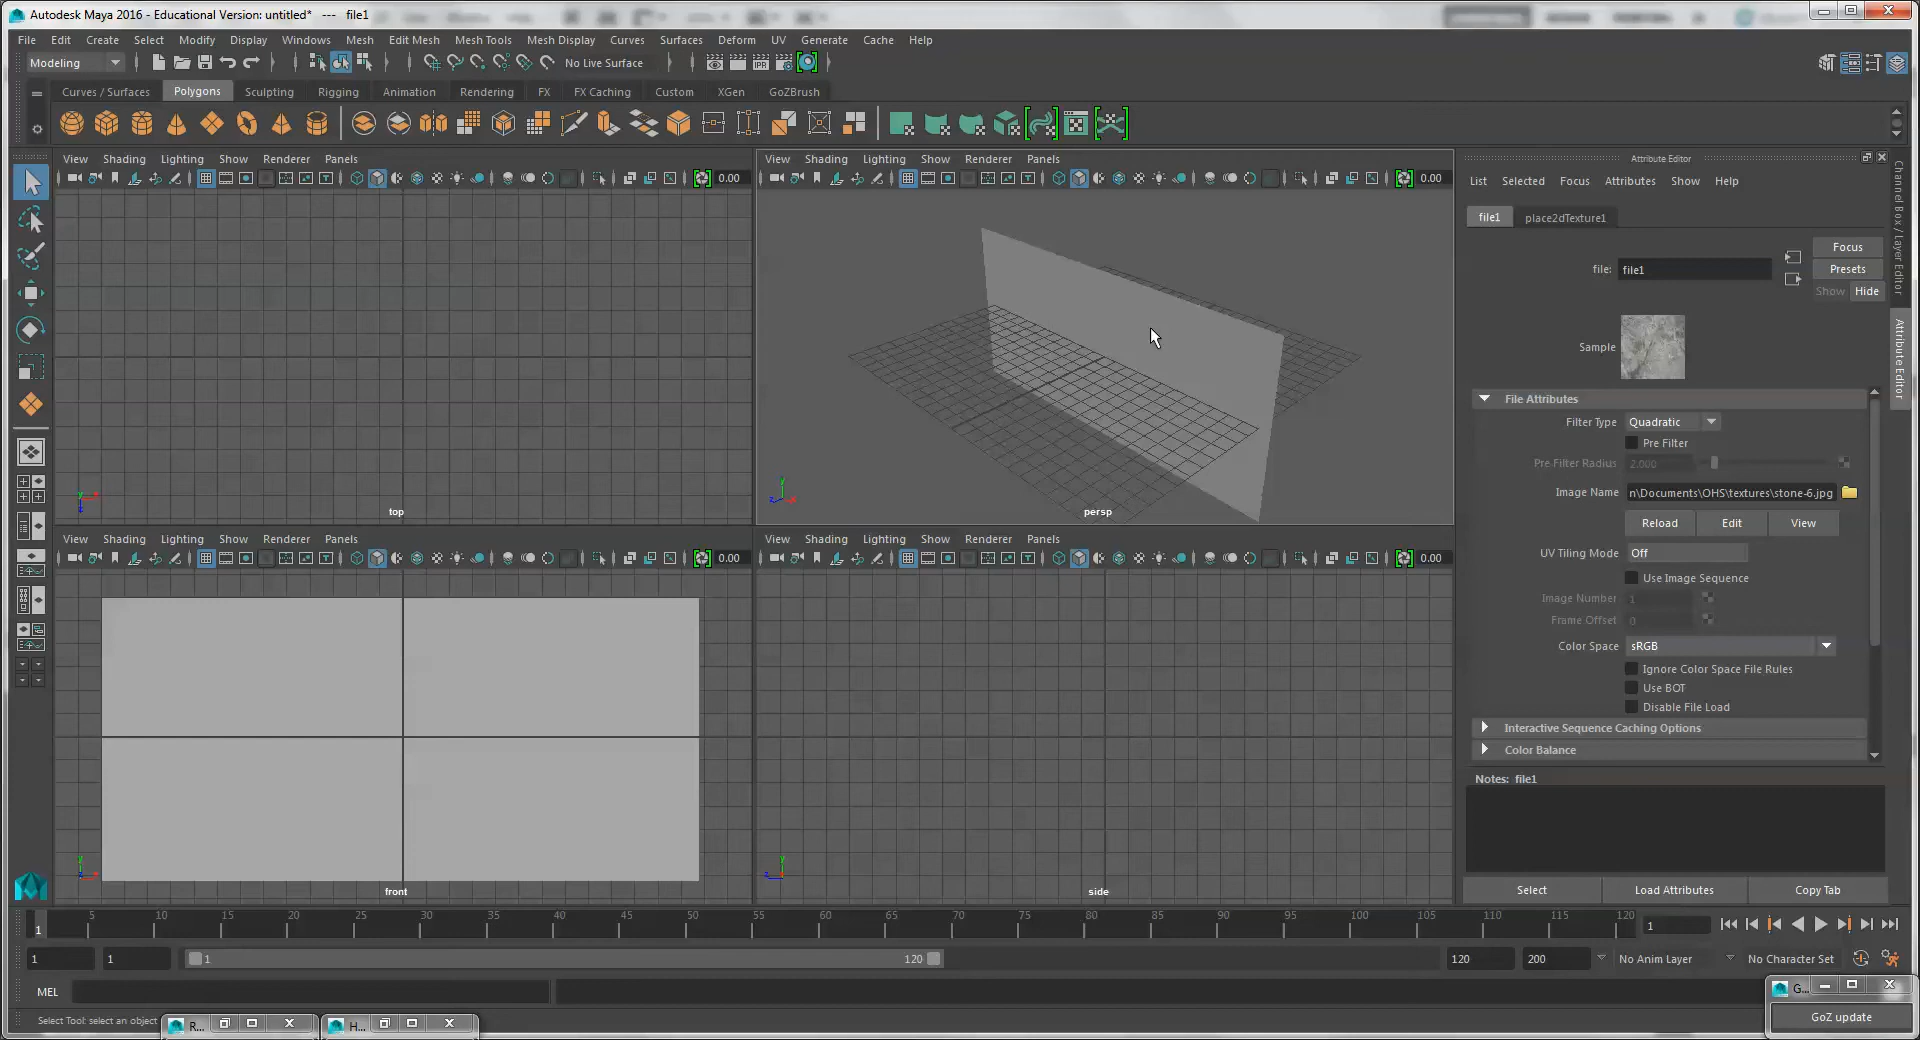 Autodesk Maya 2016 - Educational Version: untitled* --- file1
File Edit Create Select Modify Display Windows Mesh Edit Mesh Mesh Tools Mesh Display Curves Surfaces Deform UV Generate Cache Help
Modeling No Live Surface
Curves / Surfaces Polygons Sculpting Rigging Animation Rendering FX FX Caching Custom XGen GoZBrush
View Shading Lighting Show Renderer Panels
0.00
top
View Shading Lighting Show Renderer Panels
0.00
persp
View Shading Lighting Show Renderer Panels
0.00
front
View Shading Lighting Show Renderer Panels
0.00
side
Attribute Editor
List Selected Focus Attributes Show Help
file1 place2dTexture1
Focus
file: file1 Presets
Show Hide
Sample
File Attributes
Filter Type Quadratic
Pre Filter
Pre Filter Radius 2.000
Image Name n\Documents\OHS\textures\stone-6.jpg
Reload Edit View
UV Tiling Mode Off
Use Image Sequence
Image Number 1
Frame Offset 0
Color Space sRGB
Ignore Color Space File Rules
Use BOT
Disable File Load
Interactive Sequence Caching Options
Color Balance
Notes: file1
Select Load Attributes Copy Tab
Channel Box / Layer Editor
Attribute Editor
1 5 10 15 20 25 30 35 40 45 50 55 60 65 70 75 80 85 90 95 100 105 110 115 120 1
1 1 1 120 120 200 No Anim Layer No Character Set
MEL
Select Tool: select an object
R...
H...
G...
GoZ update